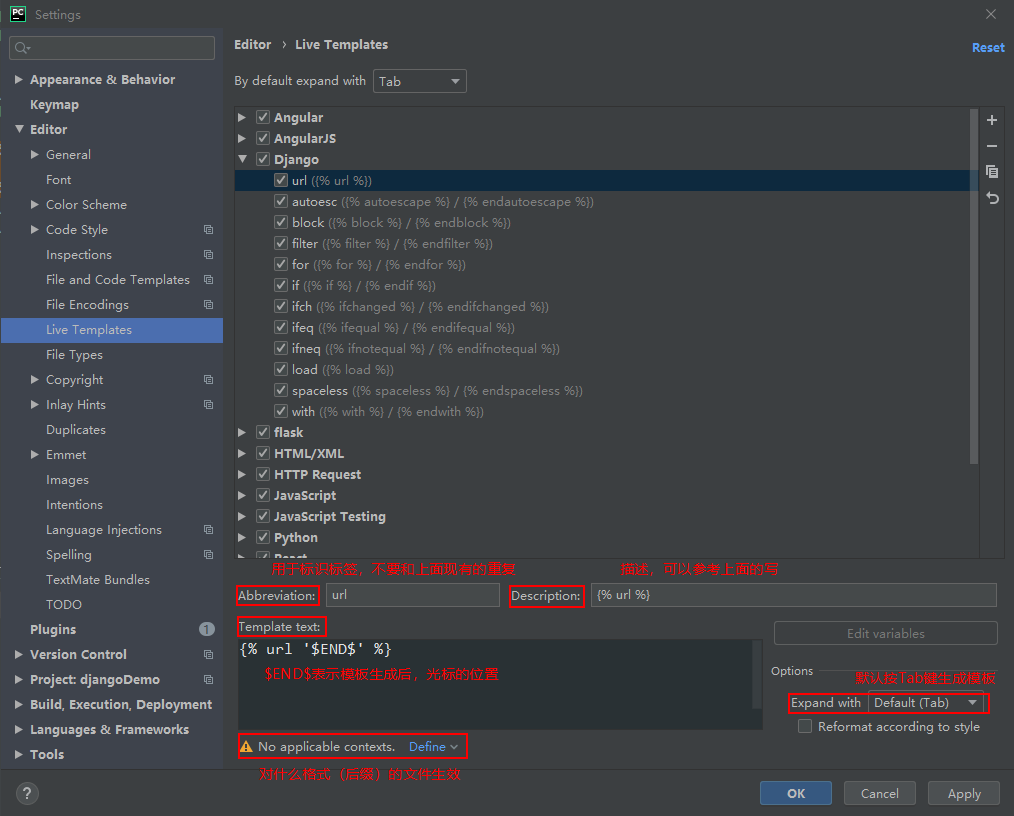 PC Settings
Editor › Live Templates
Reset
By default expand with Tab
Appearance & Behavior
Keymap
Editor
General
Font
Color Scheme
Code Style
Inspections
File and Code Templates
File Encodings
Live Templates
File Types
Copyright
Inlay Hints
Duplicates
Emmet
Images
Intentions
Language Injections
Spelling
TextMate Bundles
TODO
Plugins 1
Version Control
Project: djangoDemo
Build, Execution, Deployment
Languages & Frameworks
Tools
Angular
AngularJS
Django
url ({% url %})
autoesc ({% autoescape %} / {% endautoescape %})
block ({% block %} / {% endblock %})
filter ({% filter %} / {% endfilter %})
for ({% for %} / {% endfor %})
if ({% if %} / {% endif %})
ifch ({% ifchanged %} / {% endifchanged %})
ifeq ({% ifequal %} / {% endifequal %})
ifneq ({% ifnotequal %} / {% endifnotequal %})
load ({% load %})
spaceless ({% spaceless %} / {% endspaceless %})
with ({% with %} / {% endwith %})
flask
HTML/XML
HTTP Request
JavaScript
JavaScript Testing
Python
React
用于标识标签，不要和上面现有的重复
描述，可以参考上面的写
Abbreviation: url
Description: {% url %}
Template text:
{% url '$END$' %}
$END$表示模板生成后，光标的位置
Edit variables
Options
默认按Tab键生成模板
Expand with Default (Tab)
Reformat according to style
No applicable contexts. Define
对什么格式（后缀）的文件生效
?
OK
Cancel
Apply